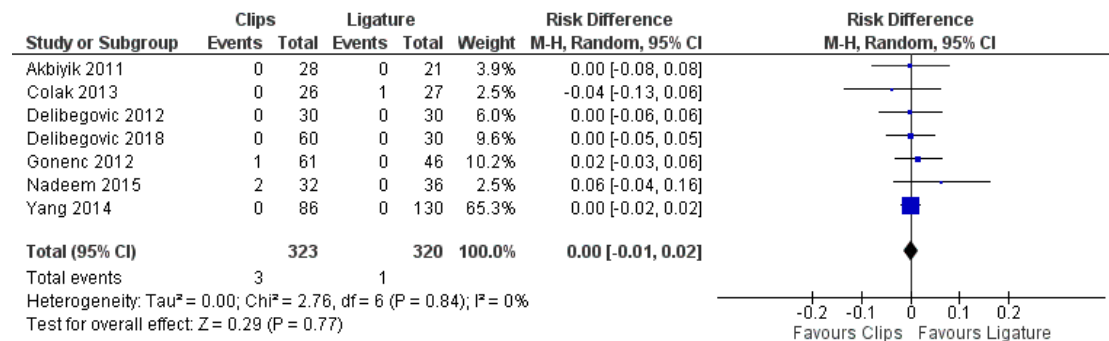 Clips Ligature Risk Difference Risk Difference
Study or Subgroup Events Total Events Total Weight M-H, Random, 95% CI M-H, Random, 95% CI
Akbiyik 2011 0 28 0 21 3.9% 0.00 [-0.08, 0.08]
Colak 2013 0 26 1 27 2.5% -0.04 [-0.13, 0.06]
Delibegovic 2012 0 30 0 30 6.0% 0.00 [-0.06, 0.06]
Delibegovic 2018 0 60 0 30 9.6% 0.00 [-0.05, 0.05]
Gonenc 2012 1 61 0 46 10.2% 0.02 [-0.03, 0.06]
Nadeem 2015 2 32 0 36 2.5% 0.06 [-0.04, 0.16]
Yang 2014 0 86 0 130 65.3% 0.00 [-0.02, 0.02]
Total (95% CI) 323 320 100.0% 0.00 [-0.01, 0.02]
Total events 3 1
Heterogeneity: Tau² = 0.00; Chi² = 2.76, df = 6 (P = 0.84); I² = 0%
Test for overall effect: Z = 0.29 (P = 0.77)
-0.2 -0.1 0 0.1 0.2
Favours Clips Favours Ligature